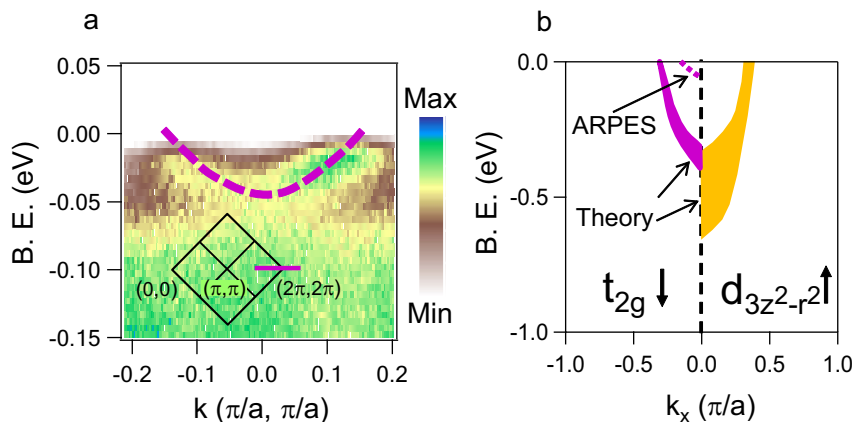 a
B. E. (eV)
0.05
0.00
-0.05
-0.10
-0.15
(0,0)
(π,π)
(2π,2π)
-0.2
-0.1
0.0
0.1
0.2
k (π/a, π/a)
Max
Min
b
B. E. (eV)
0.0
-0.5
-1.0
ARPES
Theory
t2g ↓
d3z²-r² ↑
-1.0
-0.5
0.0
0.5
1.0
kx (π/a)